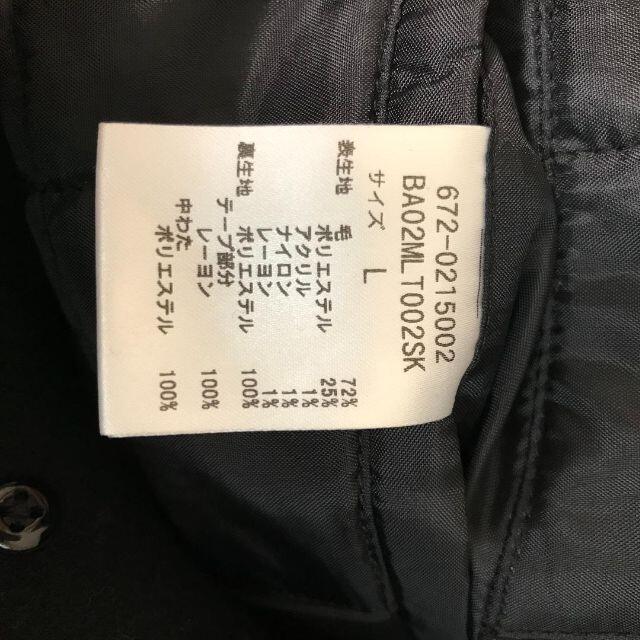 672-0215002
BA02MLT002SK
サイズ L
表生地 毛 72%
ポリエステル 25%
アクリル 1%
ナイロン 1%
レーヨン 1%
裏生地 ポリエステル 100%
テープ部分
レーヨン 100%
中わた
ポリエステル 100%